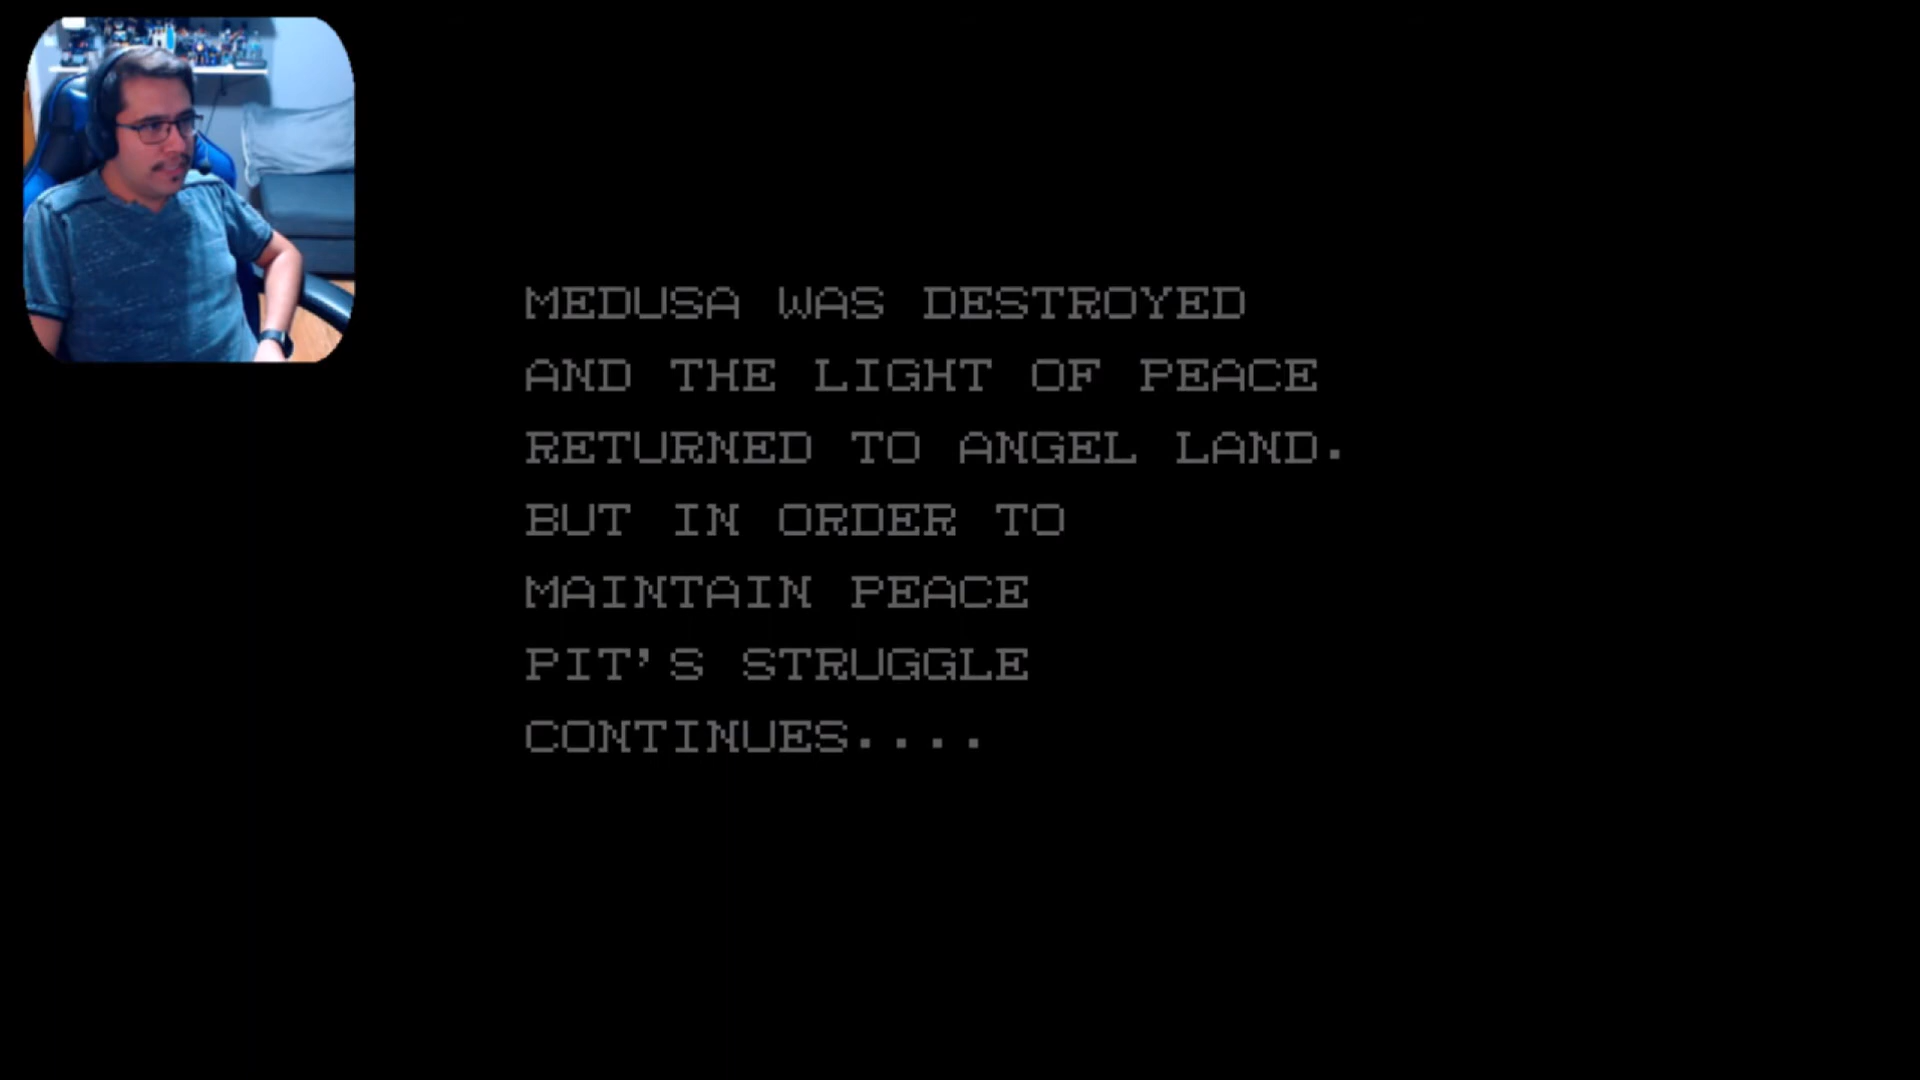 MEDUSA WAS DESTROYED
AND THE LIGHT OF PEACE
RETURNED TO ANGEL LAND.
BUT IN ORDER TO
MAINTAIN PEACE
PIT'S STRUGGLE
CONTINUES....